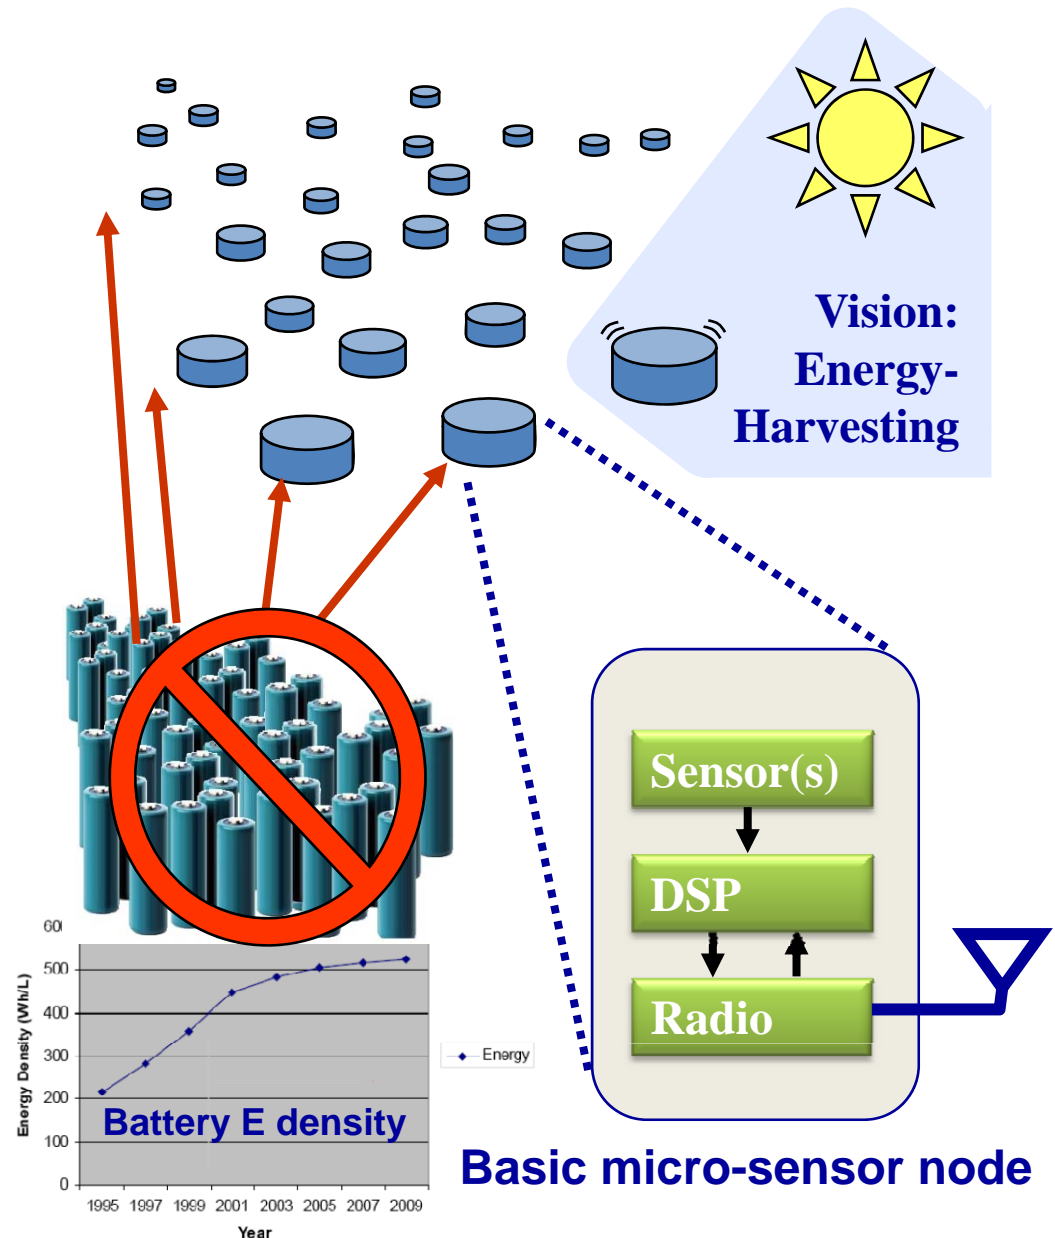 Vision:
Energy-
Harvesting
Sensor(s)
DSP
Radio
Basic micro-sensor node
Energy Density (Wh/L)
500
400
300
200
100
0
1995 1997 1999 2001 2003 2005 2007 2009
Year
Energy
Battery E density